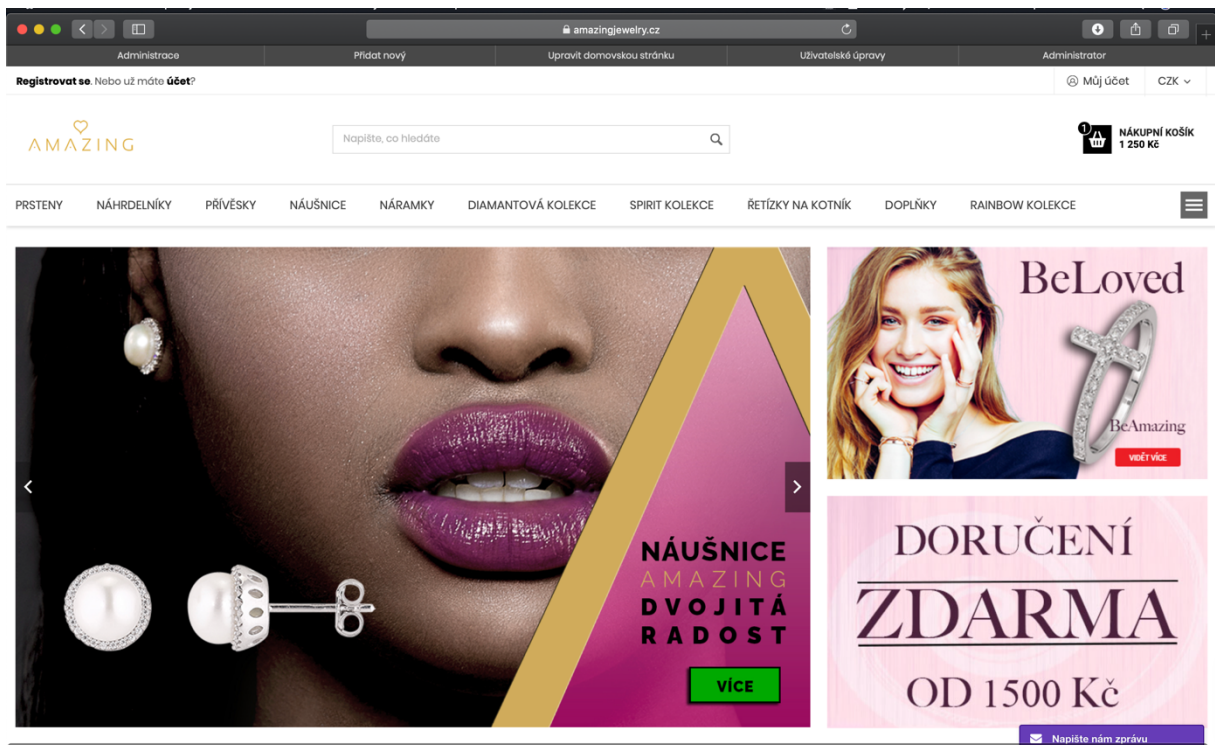 amazingjewelry.cz
Administrace
Přidat nový
Upravit domovskou stránku
Uživatelské úpravy
Administrator
Registrovat se. Nebo už máte účet?
Můj účet
CZK
AMAZING
Napište, co hledáte
1
NÁKUPNÍ KOŠÍK
1 250 Kč
PRSTENY
NÁHRDELNÍKY
PŘÍVĚSKY
NÁUŠNICE
NÁRAMKY
DIAMANTOVÁ KOLEKCE
SPIRIT KOLEKCE
ŘETÍZKY NA KOTNÍK
DOPLŇKY
RAINBOW KOLEKCE
NÁUŠNICE
AMAZING
DVOJITÁ
RADOST
VÍCE
BeLoved
BeAmazing
VIDĚT VÍCE
DORUČENÍ
ZDARMA
OD 1500 Kč
Napište nám zprávu